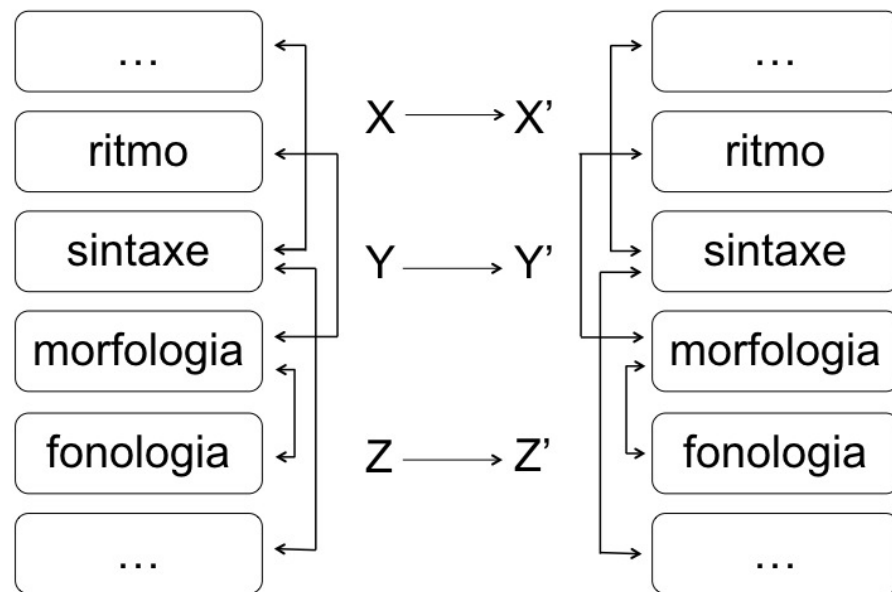 ...
ritmo
sintaxe
morfologia
fonologia
...
X X’
Y Y’
Z Z’
...
ritmo
sintaxe
morfologia
fonologia
...